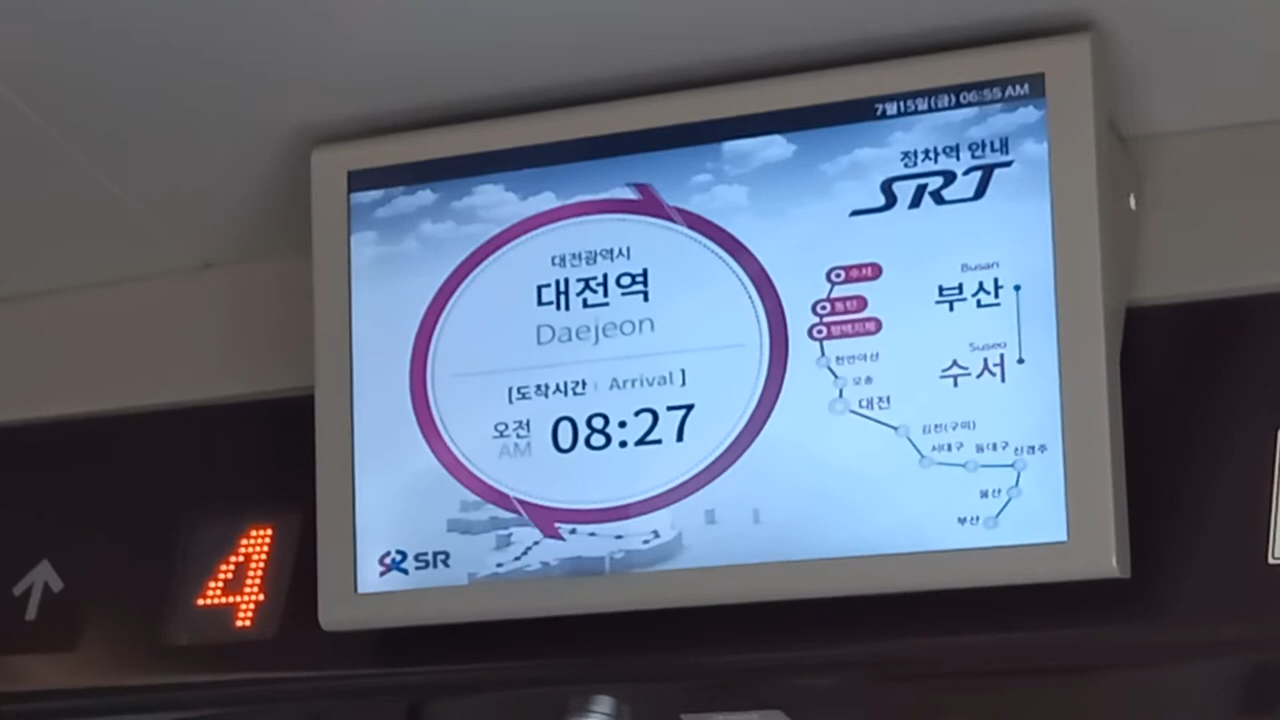 7월15일(금) 06:55 AM
정차역 안내
SRT
대전광역시
대전역
Daejeon
[도착시간 | Arrival]
오전
AM
08:27
Busan
부산
Suseo
수서
수서
동탄
평택지제
천안아산
오송
대전
김천(구미)
서대구
동대구
신경주
울산
부산
SR
4